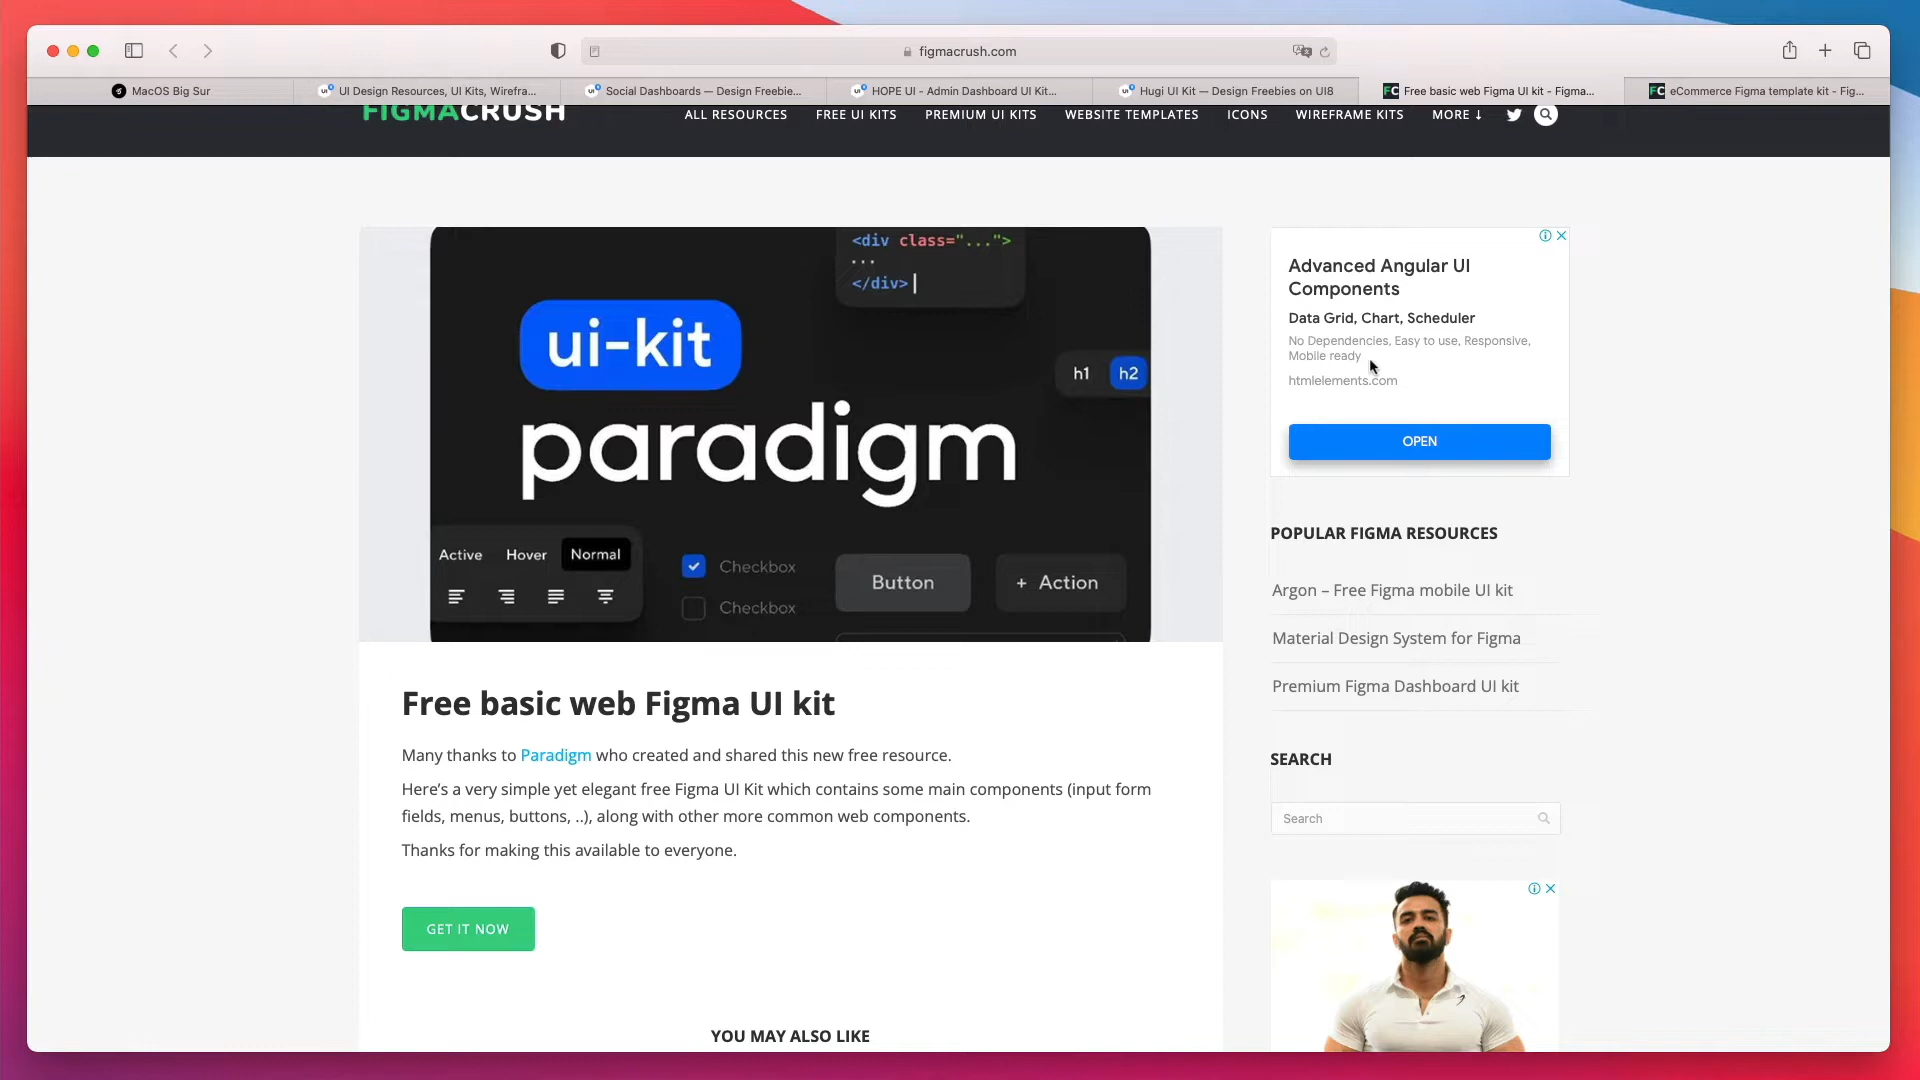 figmacrush.com
MacOS Big Sur
UI Design Resources, UI Kits, Wirefra...
Social Dashboards — Design Freebie...
HOPE UI - Admin Dashboard UI Kit...
Hugi UI Kit — Design Freebies on UI8
FC Free basic web Figma UI kit - Figma...
FC eCommerce Figma template kit - Fig...
FIGMACRUSH
ALL RESOURCES
FREE UI KITS
PREMIUM UI KITS
WEBSITE TEMPLATES
ICONS
WIREFRAME KITS
MORE ↓
<div class="...">
...
</div>
ui-kit
h1 h2
paradigm
Active Hover Normal
Checkbox
Checkbox
Button
+ Action
Free basic web Figma UI kit
Many thanks to Paradigm who created and shared this new free resource.
Here’s a very simple yet elegant free Figma UI Kit which contains some main components (input form
fields, menus, buttons, ..), along with other more common web components.
Thanks for making this available to everyone.
GET IT NOW
YOU MAY ALSO LIKE
Advanced Angular UI
Components
Data Grid, Chart, Scheduler
No Dependencies, Easy to use, Responsive,
Mobile ready
htmlelements.com
OPEN
POPULAR FIGMA RESOURCES
Argon – Free Figma mobile UI kit
Material Design System for Figma
Premium Figma Dashboard UI kit
SEARCH
Search